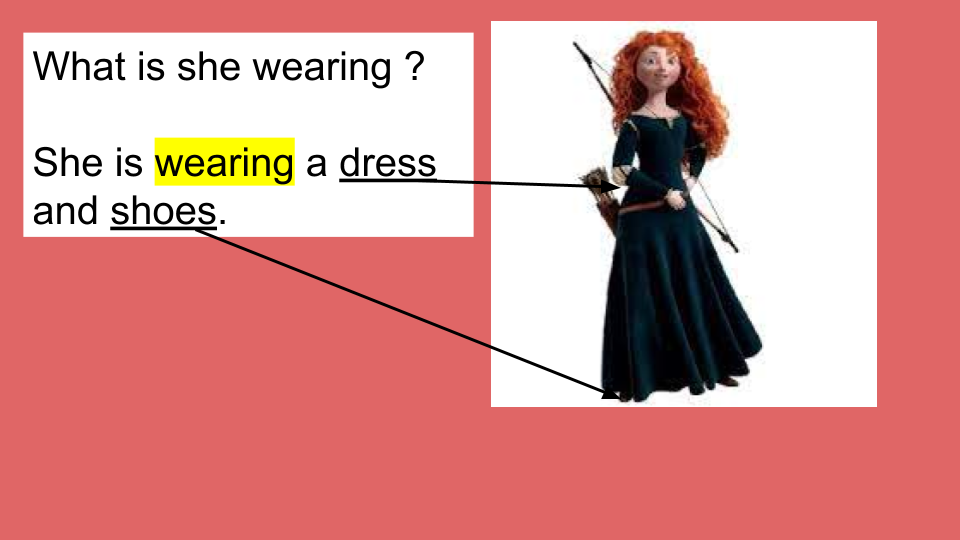 What is she wearing ?
She is wearing a dress
and shoes.